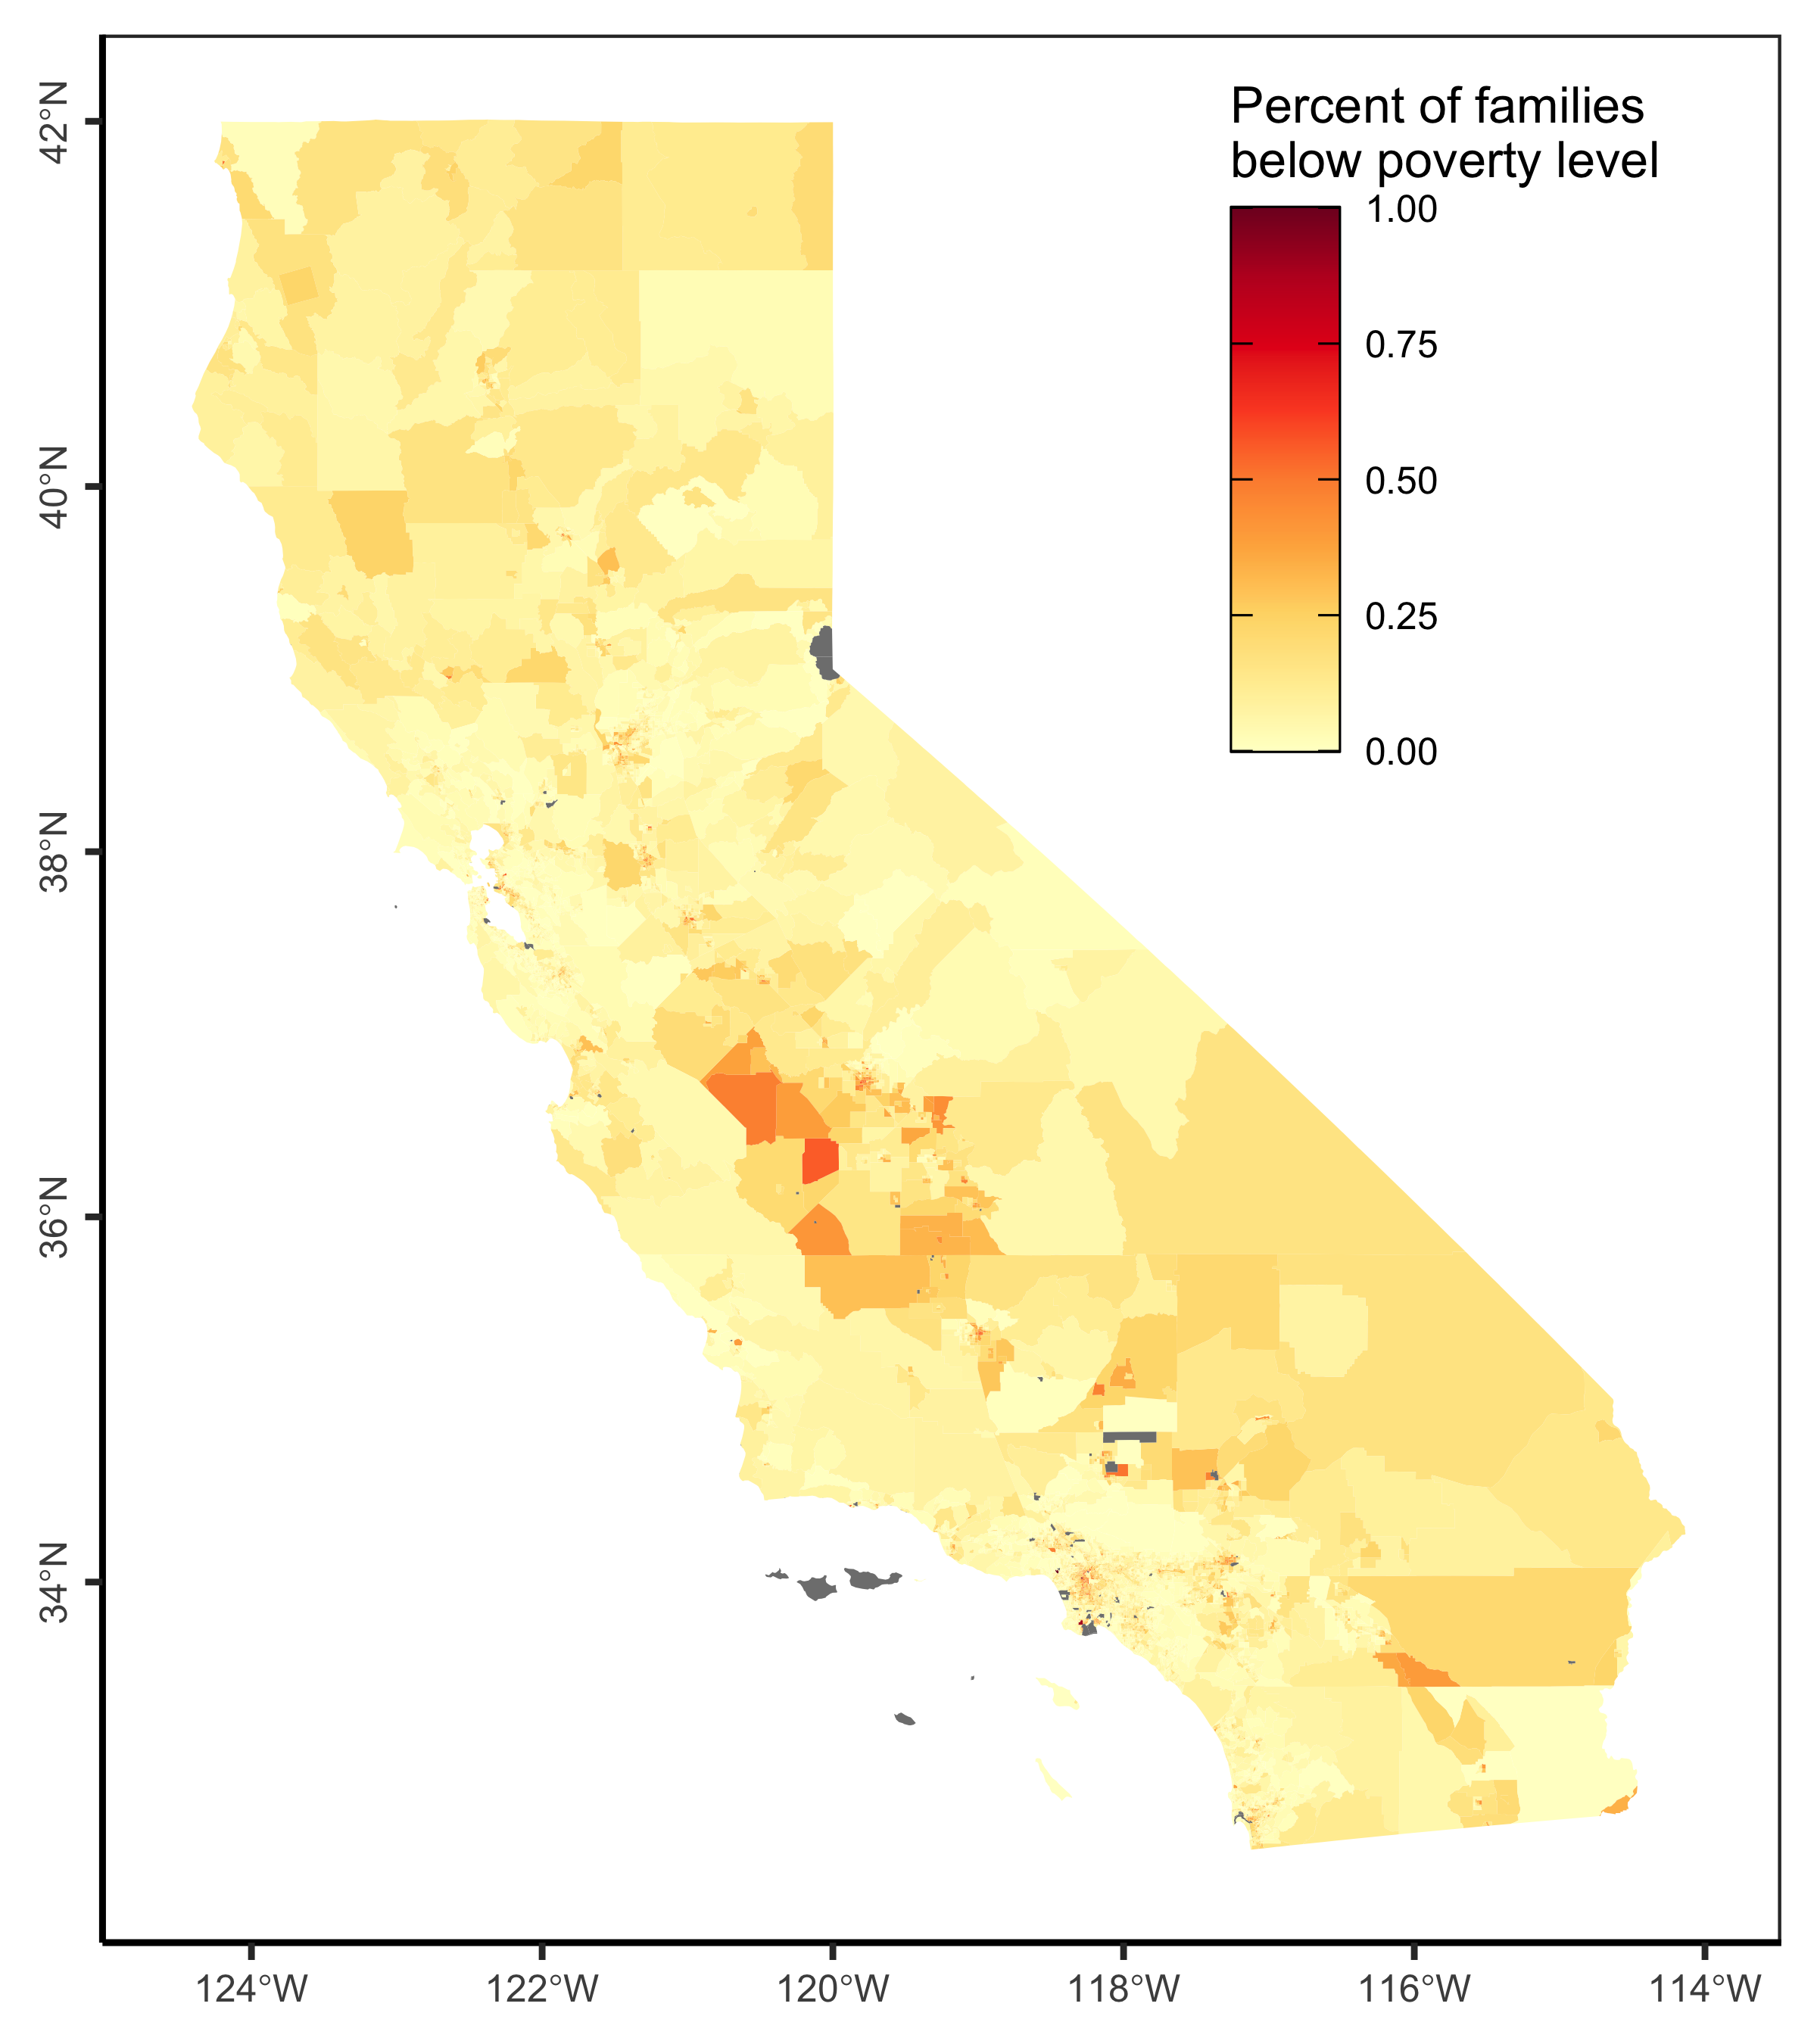 Percent of families
below poverty level
1.00
0.75
0.50
0.25
0.00
42°N
40°N
38°N
36°N
34°N
124°W
122°W
120°W
118°W
116°W
114°W